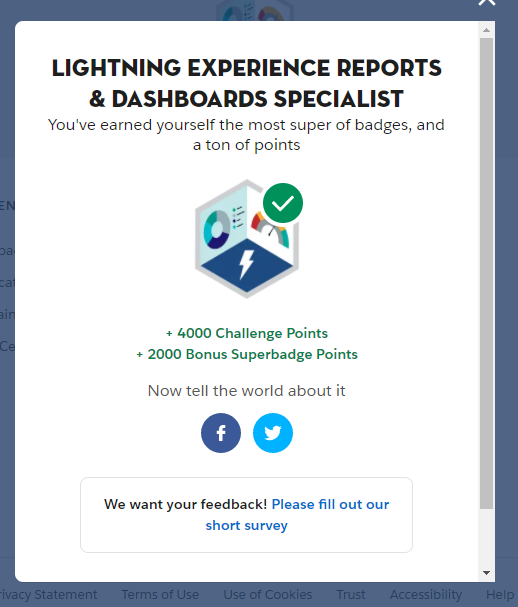 LIGHTNING EXPERIENCE REPORTS
& DASHBOARDS SPECIALIST
You've earned yourself the most super of badges, and
a ton of points
+ 4000 Challenge Points
+ 2000 Bonus Superbadge Points
Now tell the world about it
We want your feedback! Please fill out our
short survey
Statement Terms of Use Use of Cookies Trust Accessibility Help